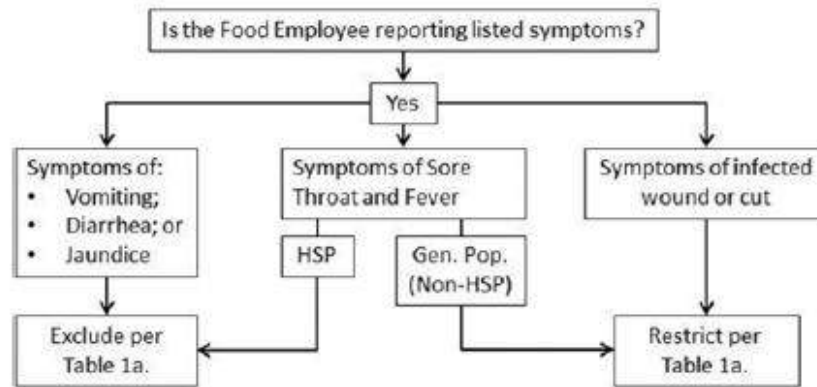 Is the Food Employee reporting listed symptoms?
Yes
Symptoms of:
• Vomiting;
• Diarrhea; or
• Jaundice
Symptoms of Sore
Throat and Fever
Symptoms of infected
wound or cut
HSP
Gen. Pop.
(Non-HSP)
Exclude per
Table 1a.
Restrict per
Table 1a.